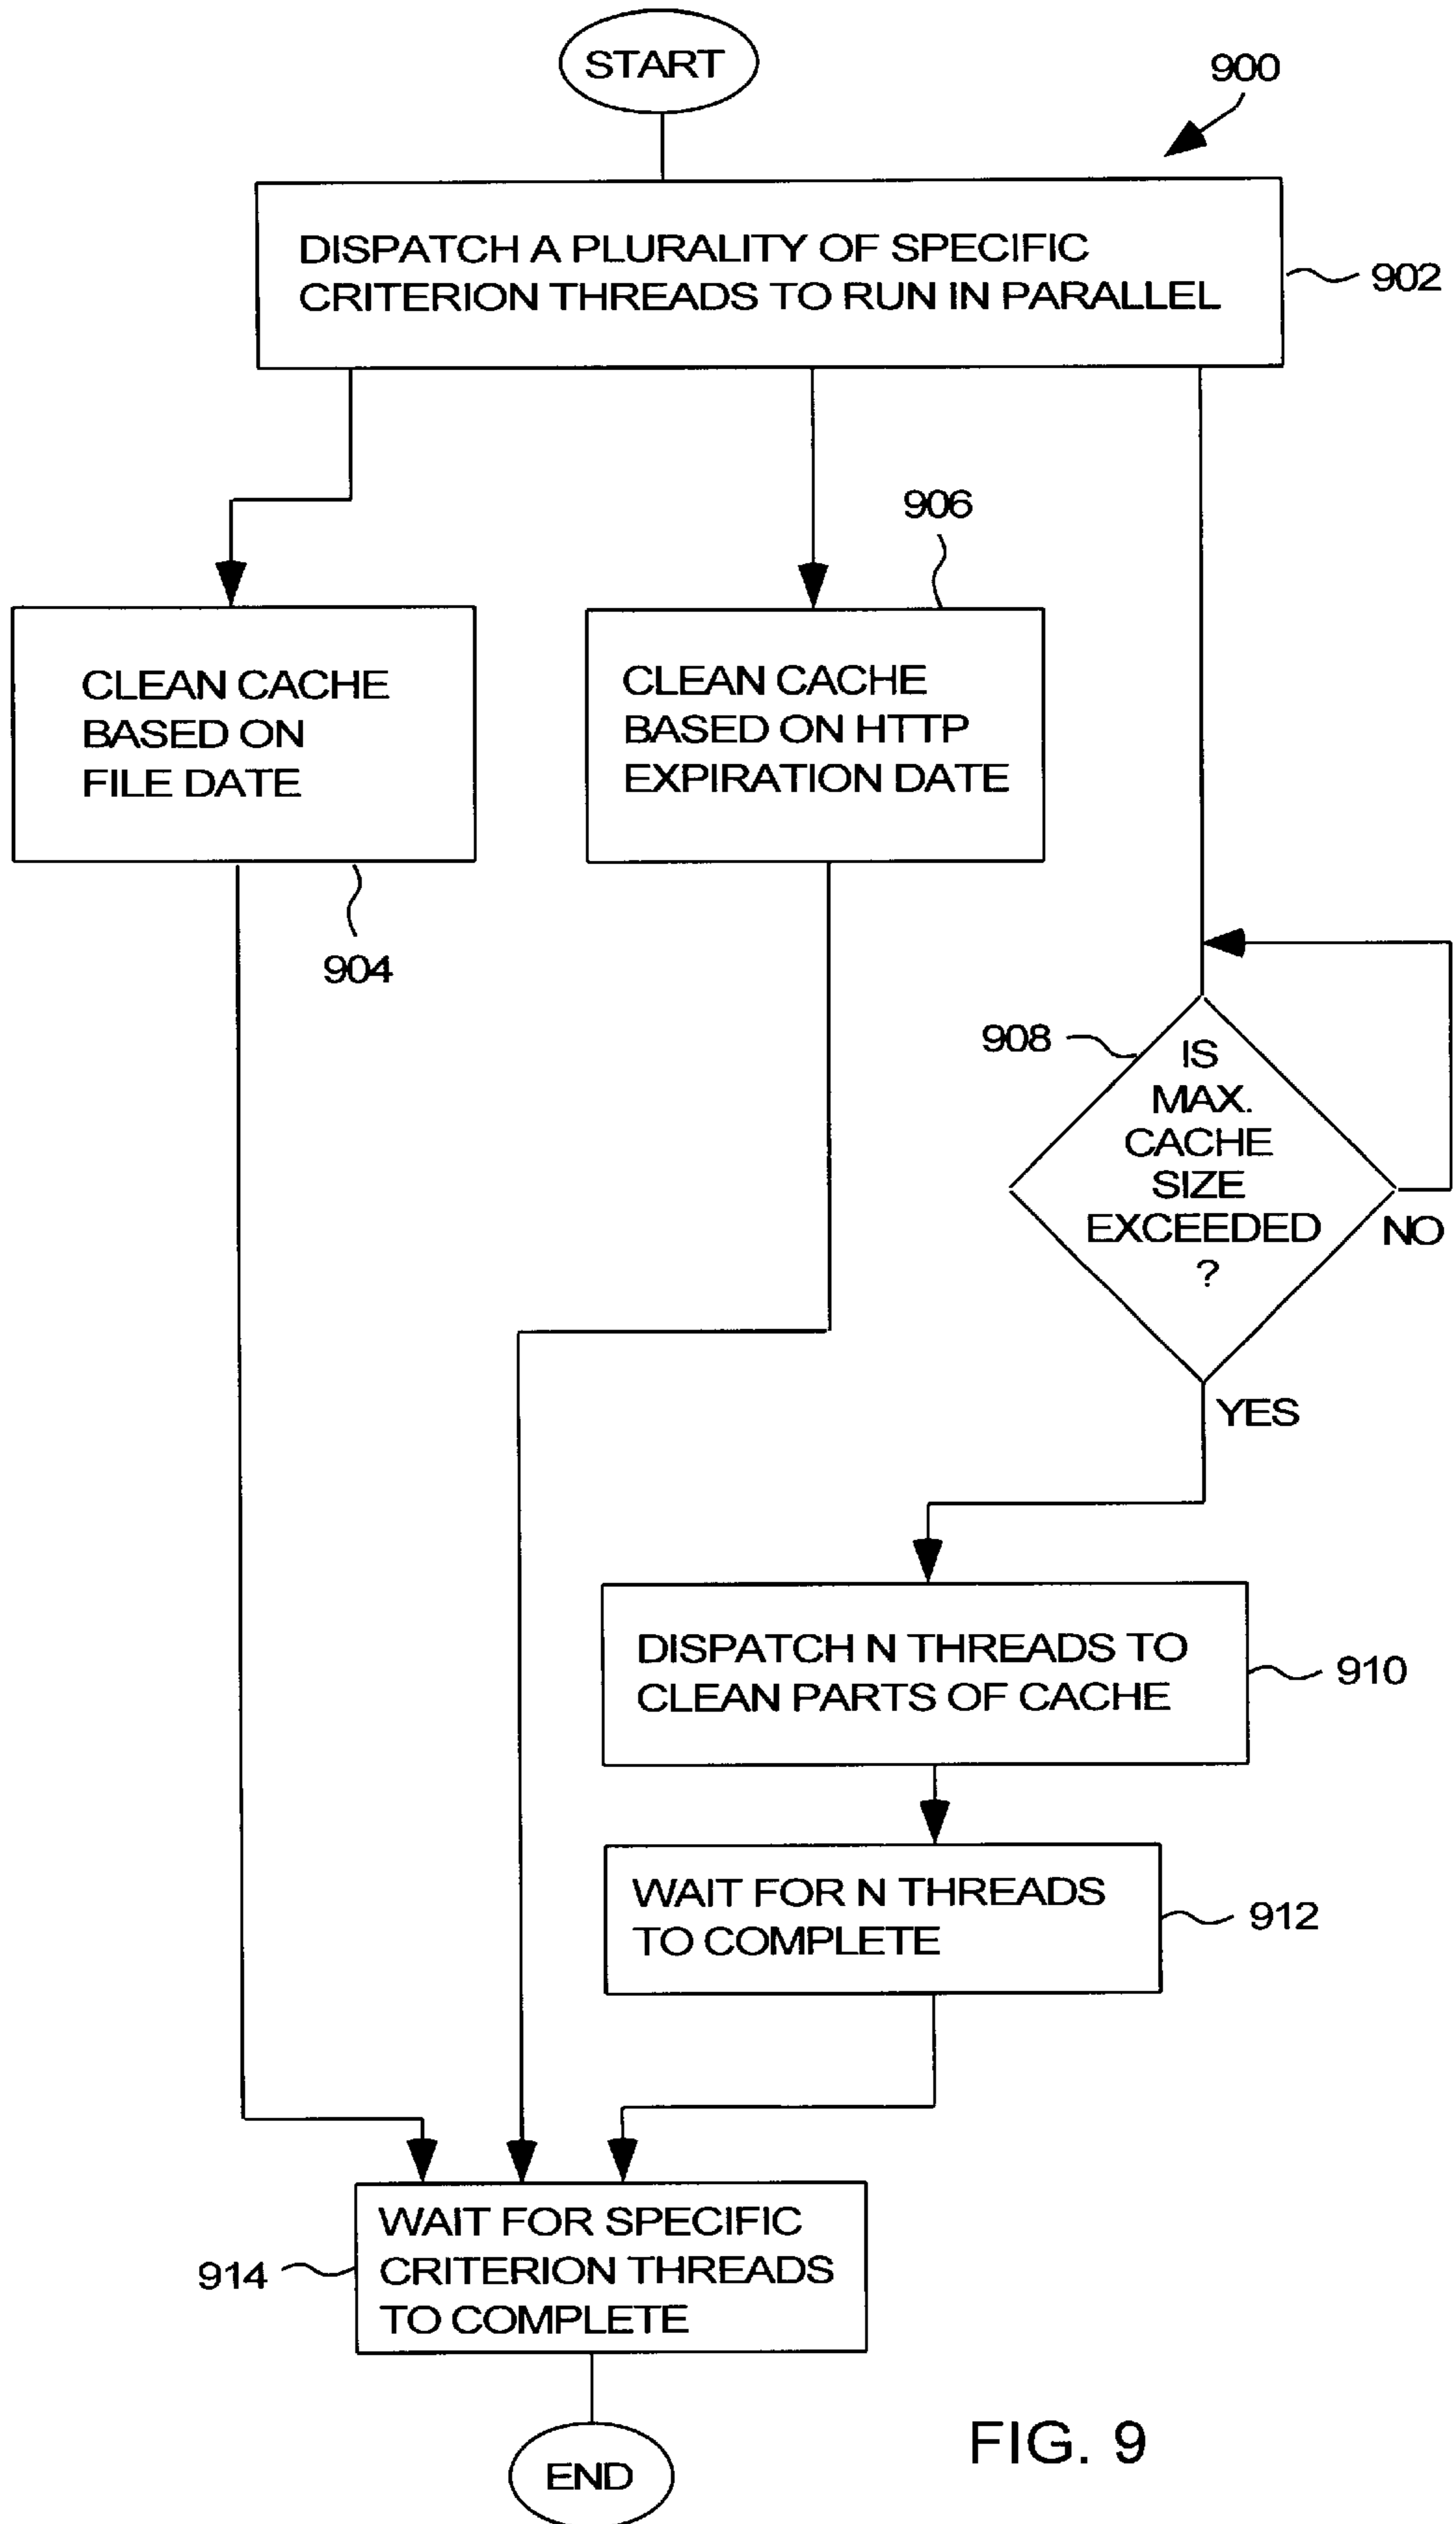 START
900
DISPATCH A PLURALITY OF SPECIFIC
CRITERION THREADS TO RUN IN PARALLEL
902
906
CLEAN CACHE
BASED ON
FILE DATE
904
CLEAN CACHE
BASED ON HTTP
EXPIRATION DATE
908
IS
MAX.
CACHE
SIZE
EXCEEDED
?
NO
YES
DISPATCH N THREADS TO
CLEAN PARTS OF CACHE
910
WAIT FOR N THREADS
TO COMPLETE
912
WAIT FOR SPECIFIC
CRITERION THREADS
TO COMPLETE
914
END
FIG. 9